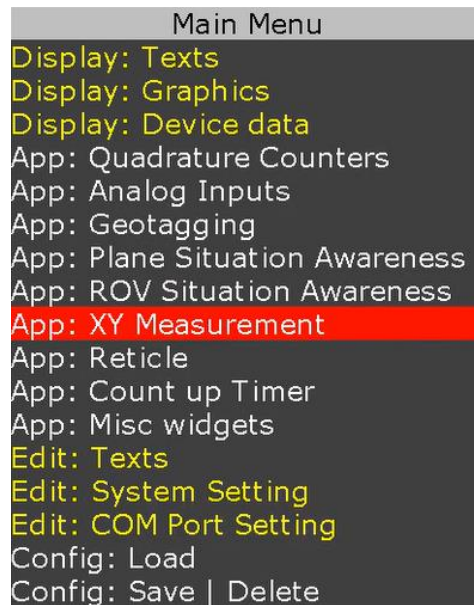 Main Menu
Display: Texts
Display: Graphics
Display: Device data
App: Quadrature Counters
App: Analog Inputs
App: Geotagging
App: Plane Situation Awareness
App: ROV Situation Awareness
App: XY Measurement
App: Reticle
App: Count up Timer
App: Misc widgets
Edit: Texts
Edit: System Setting
Edit: COM Port Setting
Config: Load
Config: Save | Delete